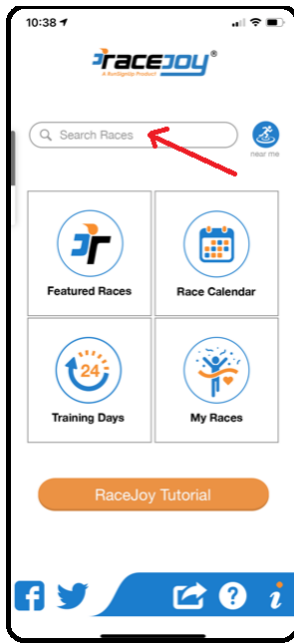 10:38
racejoy®
A RunSignUp Product
Search Races
near me
Jr
Featured Races
Race Calendar
24
Training Days
My Races
RaceJoy Tutorial
f
?
i